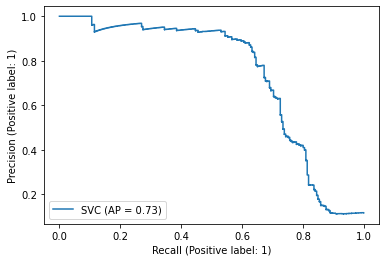 1.0
0.8
0.6
0.4
0.2
Precision (Positive label: 1)
SVC (AP = 0.73)
0.0 0.2 0.4 0.6 0.8 1.0
Recall (Positive label: 1)